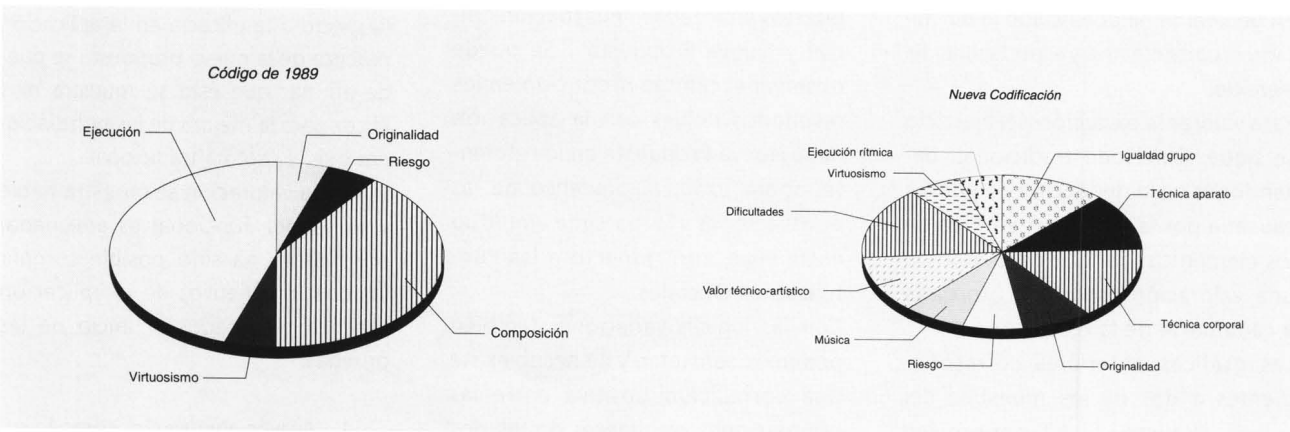 Código de 1989
Ejecución
Originalidad
Riesgo
Composición
Virtuosismo
Nueva Codificación
Ejecución rítmica
Igualdad grupo
Virtuosismo
Técnica aparato
Dificultades
Valor técnico-artístico
Técnica corporal
Música
Riesgo
Originalidad